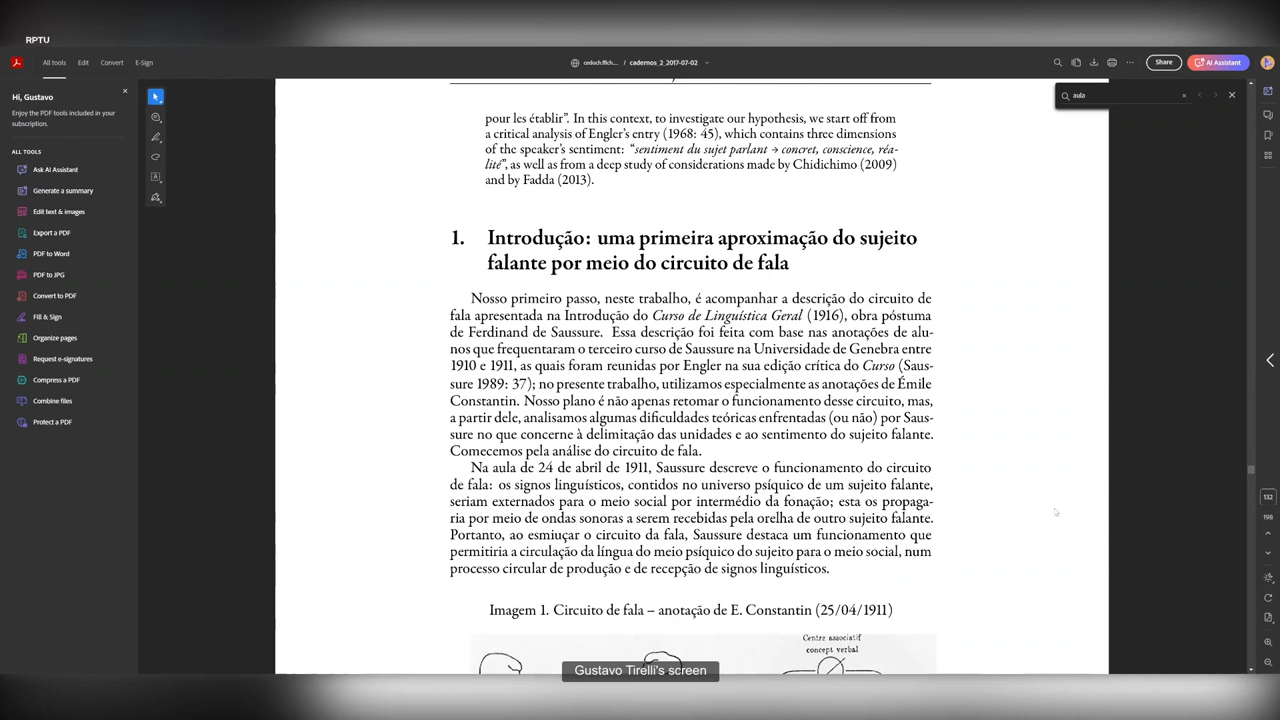 RPTU
All tools Edit Convert E-Sign
cedoch.fflch.... / cadernos_2_2017-07-02
Share AI Assistant
Hi, Gustavo
Enjoy the PDF tools included in your
subscription.
ALL TOOLS
Ask AI Assistant
Generate a summary
Edit text & images
Export a PDF
PDF to Word
PDF to JPG
Convert to PDF
Fill & Sign
Organize pages
Request e-signatures
Compress a PDF
Combine files
Protect a PDF
aula
pour les établir”. In this context, to investigate our hypothesis, we start off from
a critical analysis of Engler’s entry (1968: 45), which contains three dimensions
of the speaker’s sentiment: “sentiment du sujet parlant → concret, conscience, réa-
lité”, as well as from a deep study of considerations made by Chidichimo (2009)
and by Fadda (2013).
1. Introdução: uma primeira aproximação do sujeito
falante por meio do circuito de fala
Nosso primeiro passo, neste trabalho, é acompanhar a descrição do circuito de
fala apresentada na Introdução do Curso de Linguística Geral (1916), obra póstuma
de Ferdinand de Saussure. Essa descrição foi feita com base nas anotações de alu-
nos que frequentaram o terceiro curso de Saussure na Universidade de Genebra entre
1910 e 1911, as quais foram reunidas por Engler na sua edição crítica do Curso (Saus-
sure 1989: 37); no presente trabalho, utilizamos especialmente as anotações de Émile
Constantin. Nosso plano é não apenas retomar o funcionamento desse circuito, mas,
a partir dele, analisamos algumas dificuldades teóricas enfrentadas (ou não) por Saus-
sure no que concerne à delimitação das unidades e ao sentimento do sujeito falante.
Comecemos pela análise do circuito de fala.
Na aula de 24 de abril de 1911, Saussure descreve o funcionamento do circuito
de fala: os signos linguísticos, contidos no universo psíquico de um sujeito falante,
seriam externados para o meio social por intermédio da fonação; esta os propaga-
ria por meio de ondas sonoras a serem recebidas pela orelha de outro sujeito falante.
Portanto, ao esmiuçar o circuito da fala, Saussure destaca um funcionamento que
permitiria a circulação da língua do meio psíquico do sujeito para o meio social, num
processo circular de produção e de recepção de signos linguísticos.
Imagem 1. Circuito de fala – anotação de E. Constantin (25/04/1911)
Centre associatif
concept verbal
132
198
Gustavo Tirelli's screen